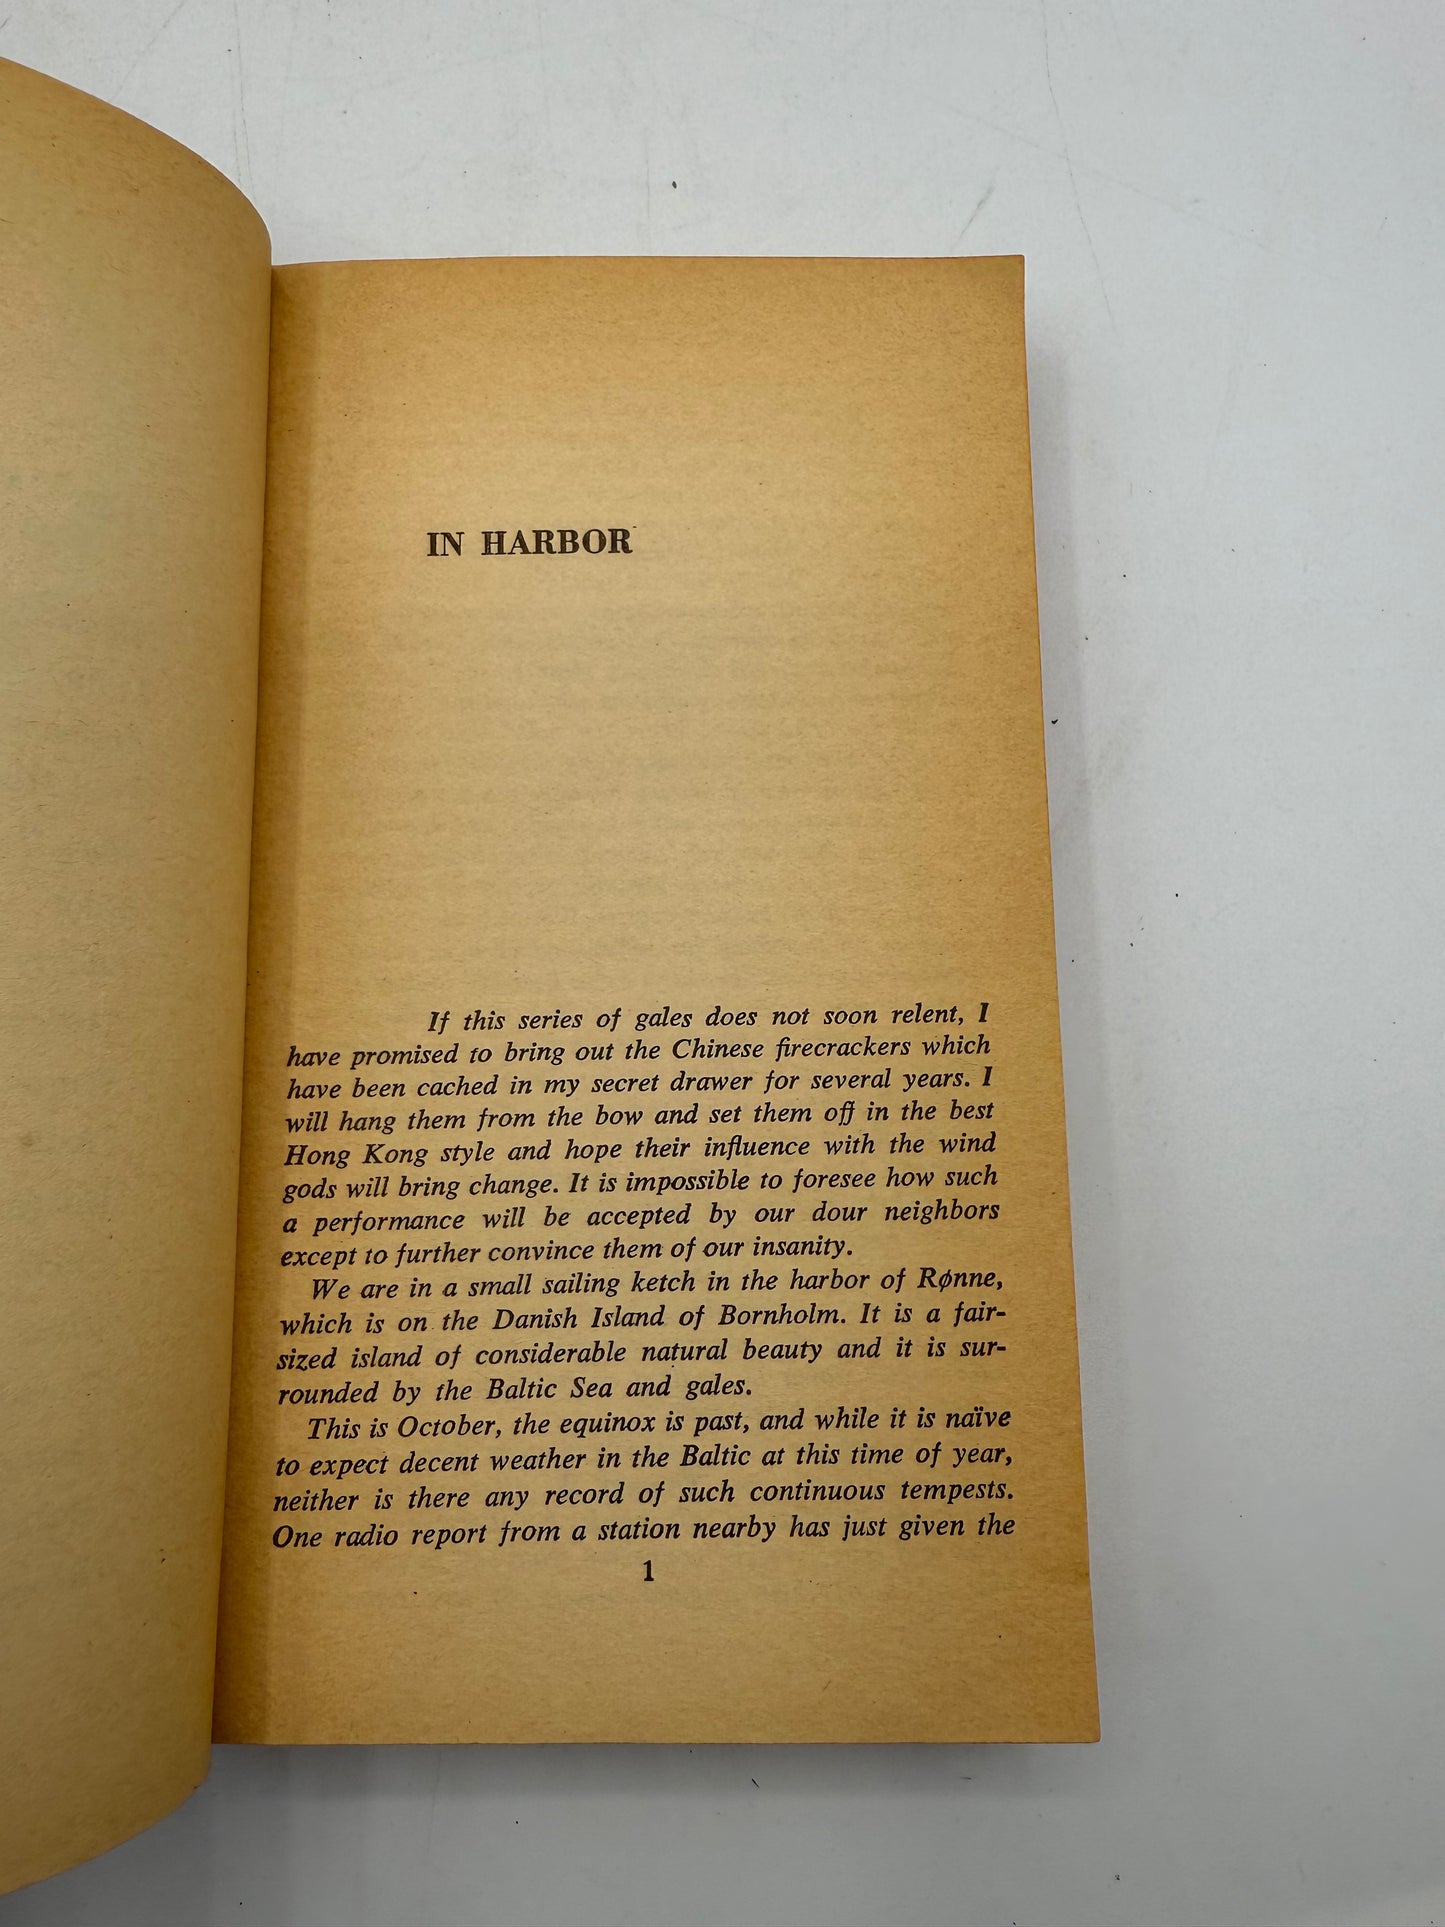 IN HARBOR
If this series of gales does not soon relent, I
have promised to bring out the Chinese firecrackers which
have been cached in my secret drawer for several years. I
will hang them from the bow and set them off in the best
Hong Kong style and hope their influence with the wind
gods will bring change. It is impossible to foresee how such
a performance will be accepted by our dour neighbors
except to further convince them of our insanity.
We are in a small sailing ketch in the harbor of Rønne,
which is on the Danish Island of Bornholm. It is a fair-
sized island of considerable natural beauty and it is sur-
rounded by the Baltic Sea and gales.
This is October, the equinox is past, and while it is naïve
to expect decent weather in the Baltic at this time of year,
neither is there any record of such continuous tempests.
One radio report from a station nearby has just given the
1